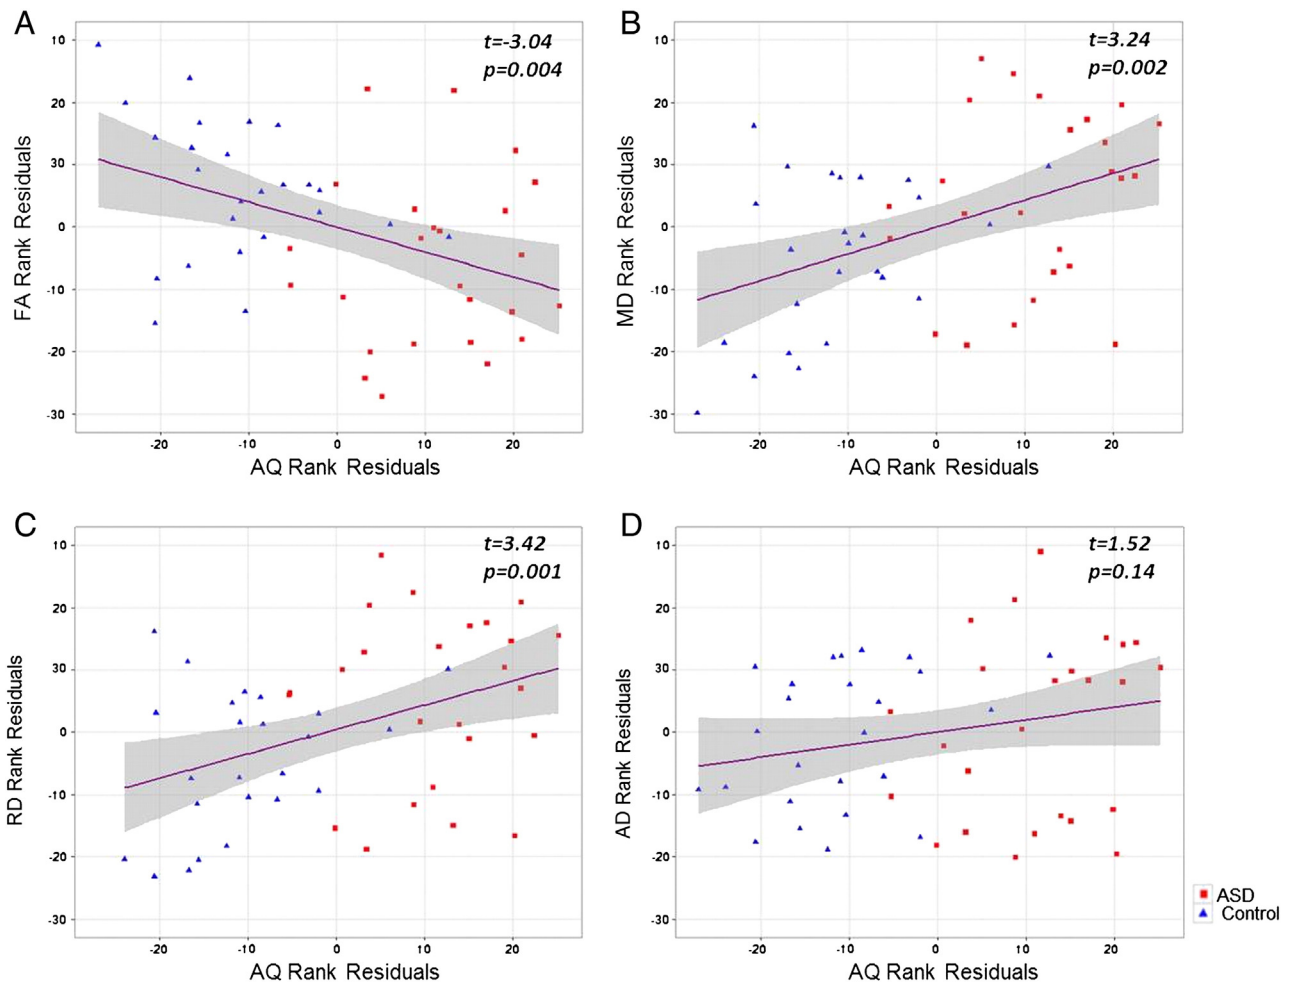 A
t=-3.04
p=0.004
10
20
30
0
-10
-20
-30
FA Rank Residuals
-20 -10 0 10 20
AQ Rank Residuals
B
t=3.24
p=0.002
10
20
30
0
-10
-20
-30
MD Rank Residuals
-20 -10 0 10 20
AQ Rank Residuals
C
t=3.42
p=0.001
10
20
30
0
-10
-20
-30
RD Rank Residuals
-20 -10 0 10 20
AQ Rank Residuals
D
t=1.52
p=0.14
10
20
30
0
-10
-20
-30
AD Rank Residuals
-20 -10 0 10 20
AQ Rank Residuals
ASD
Control